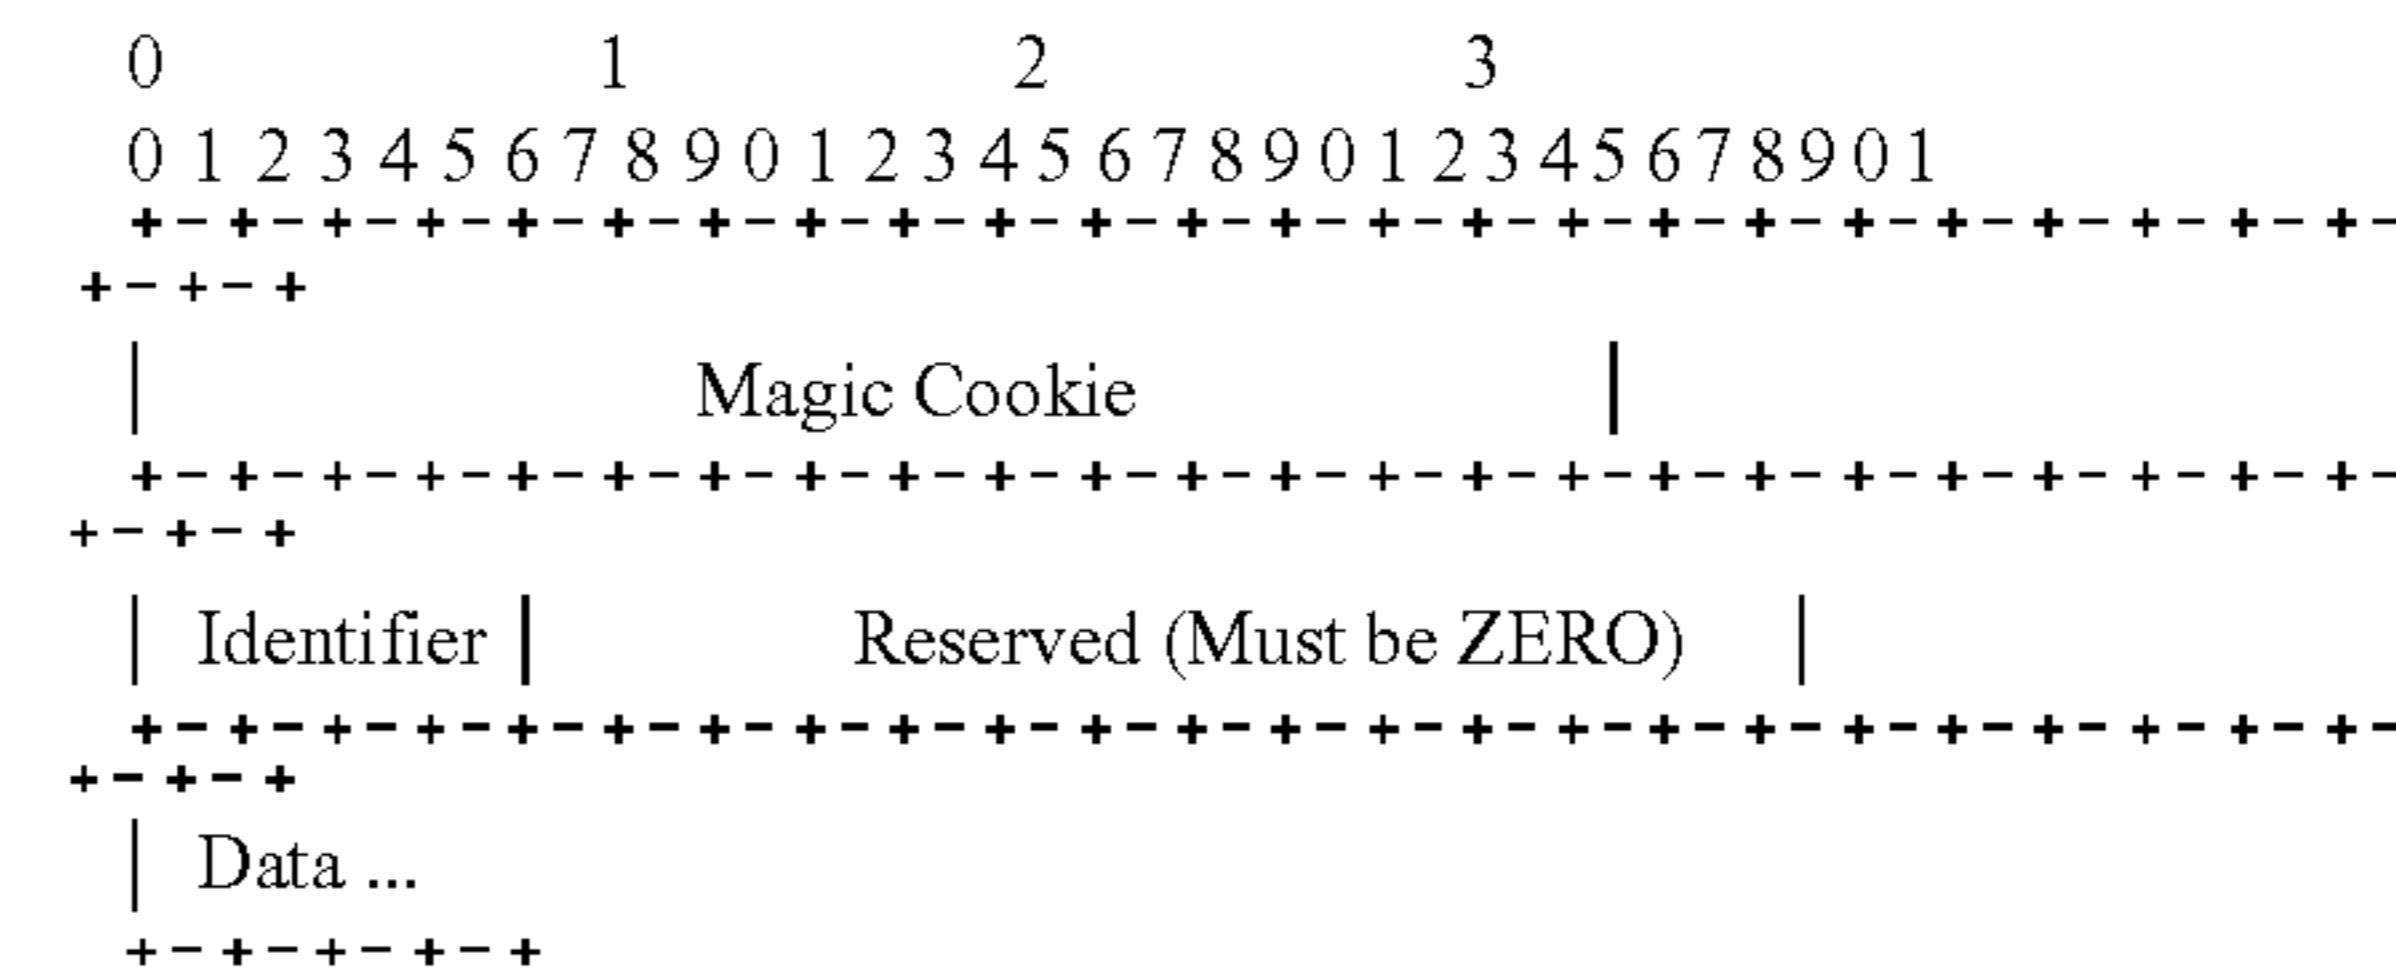 0 1 2 3
0 1 2 3 4 5 6 7 8 9 0 1 2 3 4 5 6 7 8 9 0 1 2 3 4 5 6 7 8 9 0 1
+-+-+-+-+-+-+-+-+-+-+-+-+-+-+-+-+-+-+-+-+-+-+-+-
+-+-+
| Magic Cookie |
+-+-+-+-+-+-+-+-+-+-+-+-+-+-+-+-+-+-+-+-+-+-+-+-
+-+-+
| Identifier | Reserved (Must be ZERO) |
+-+-+-+-+-+-+-+-+-+-+-+-+-+-+-+-+-+-+-+-+-+-+-+-
+-+-+
| Data ...
+-+-+-+-+